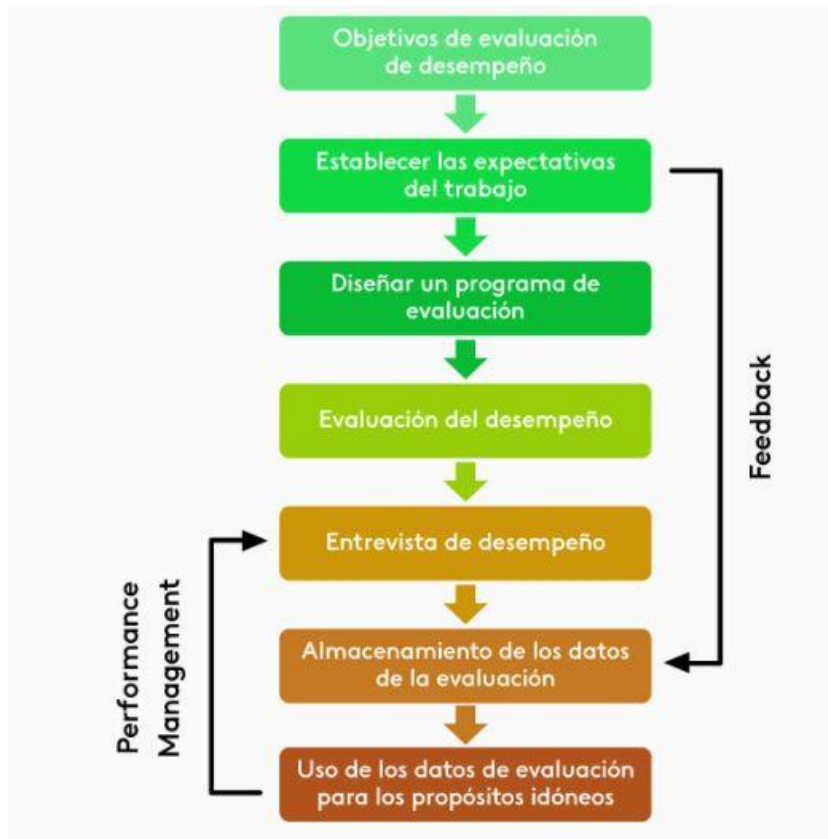 Objetivos de evaluación
de desempeño
Establecer las expectativas
del trabajo
Diseñar un programa de
evaluación
Evaluación del desempeño
Entrevista de desempeño
Almacenamiento de los datos
de la evaluación
Uso de los datos de evaluación
para los propósitos idóneos
Feedback
Performance
Management